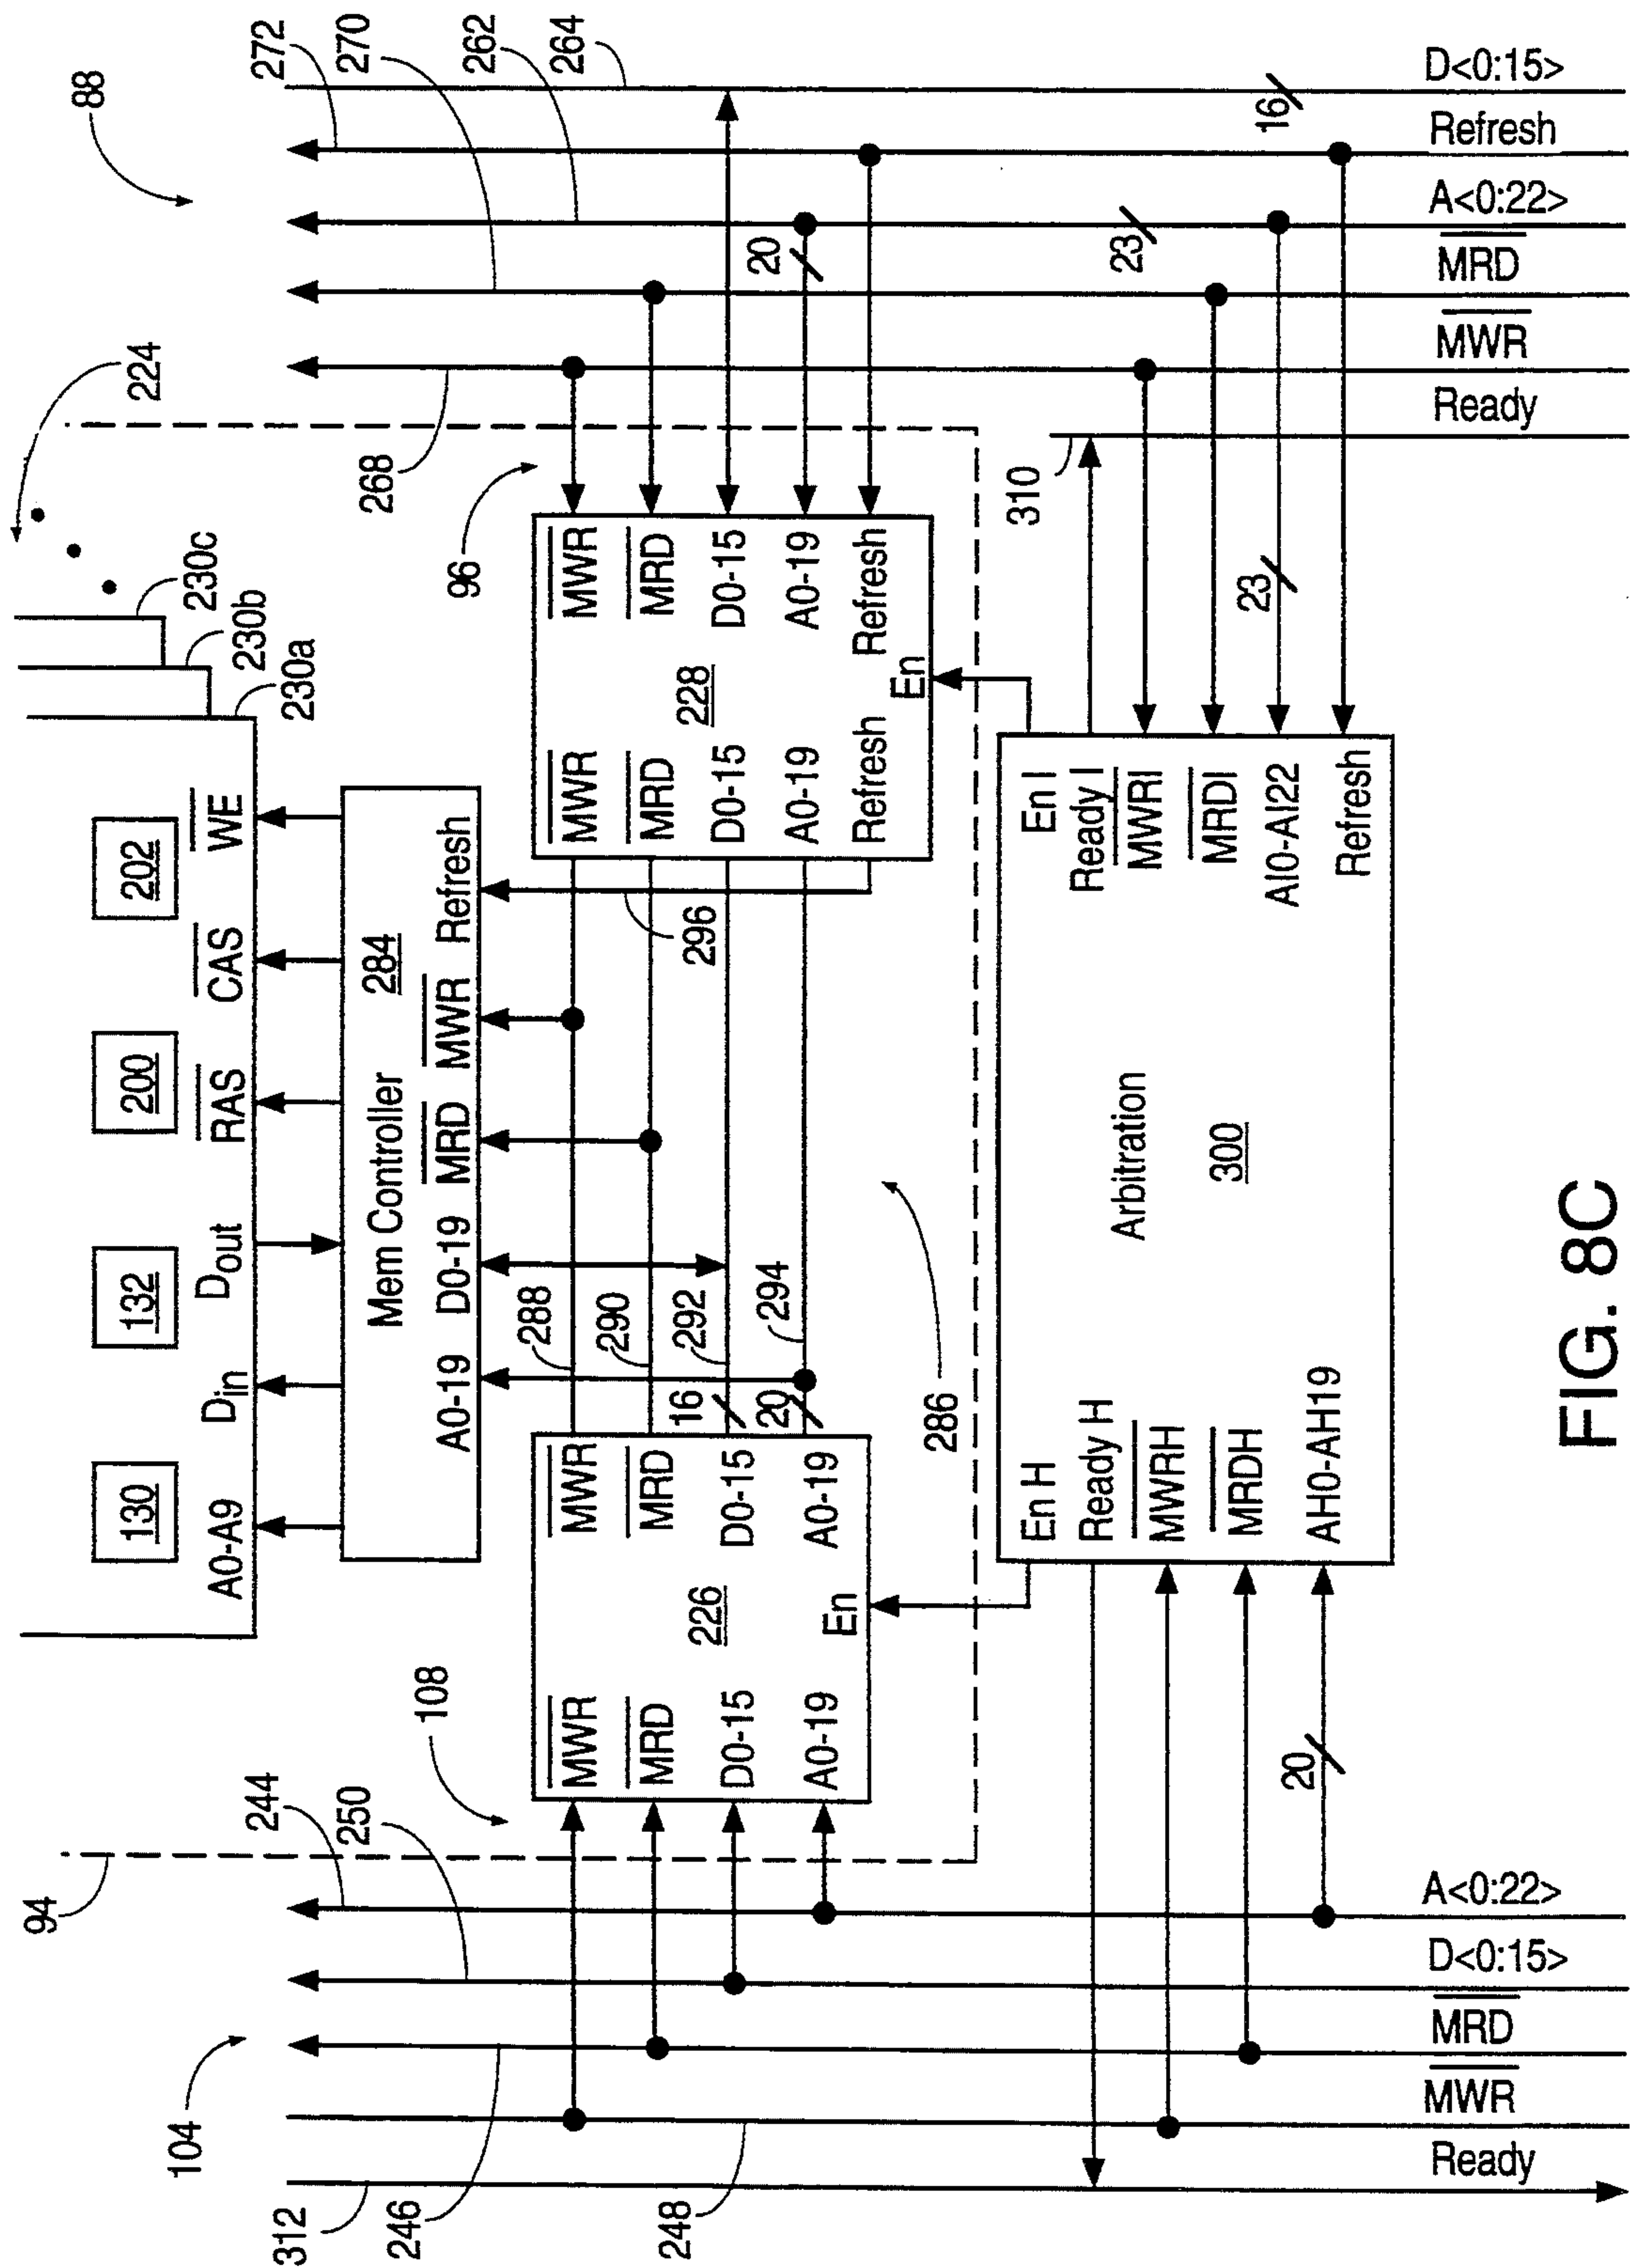 88
272
270
262
264
224
268
96
230c
230b
230a
D<0:15>
16
Refresh
A<0:22>
23
MRD
MWR
Ready
310
20
23
MWR
MRD
D0-15
A0-19
Refresh
228
En
MWR
MRD
D0-15
A0-19
Refresh
202
WE
CAS
200
RAS
132
Dout
Din
130
A0-A9
Mem Controller
284
Refresh
MWR
MRD
D0-19
A0-19
296
288
290
292
294
16
20
286
En I
Ready I
MWRI
MRDI
AI0-AI22
Refresh
Arbitration
300
En H
Ready H
MWRH
MRDH
AH0-AH19
MWR
MRD
D0-15
A0-19
226
En
MWR
MRD
D0-15
A0-19
108
94
244
250
20
A<0:22>
D<0:15>
MRD
MWR
Ready
104
312
246
248
FIG. 8C